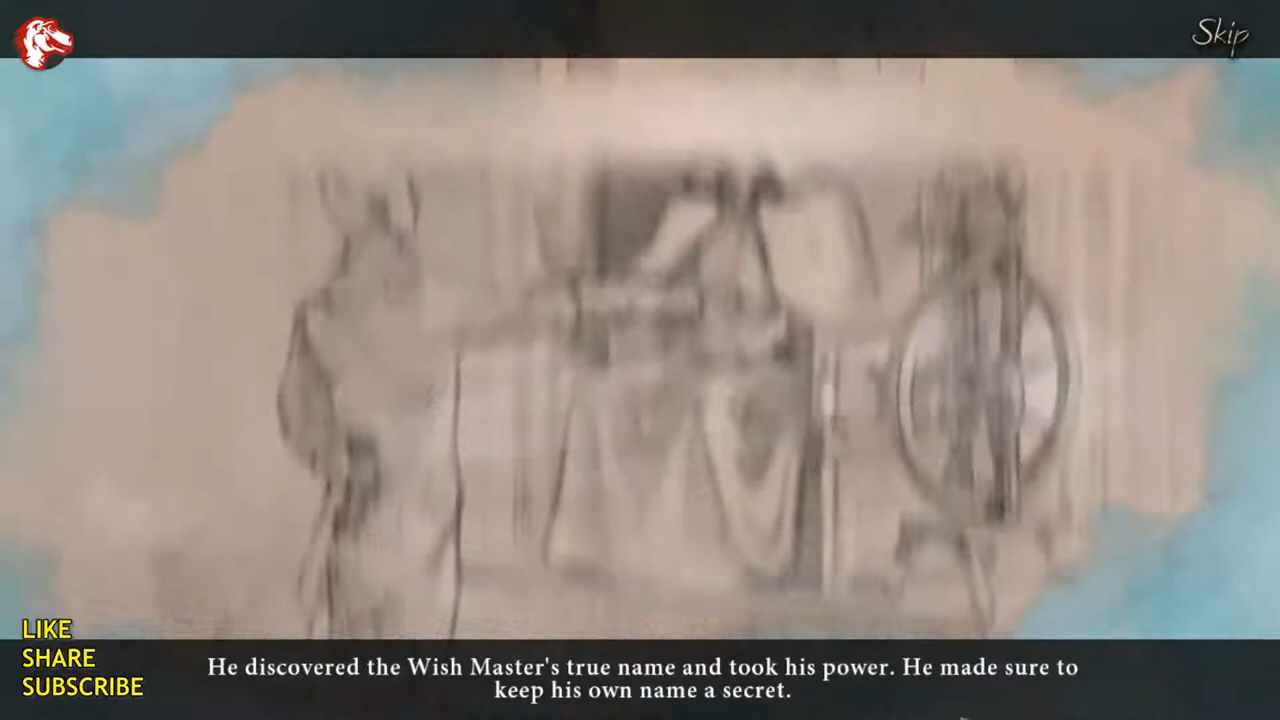 Skip
LIKE
SHARE
SUBSCRIBE
He discovered the Wish Master's true name and took his power. He made sure to
keep his own name a secret.